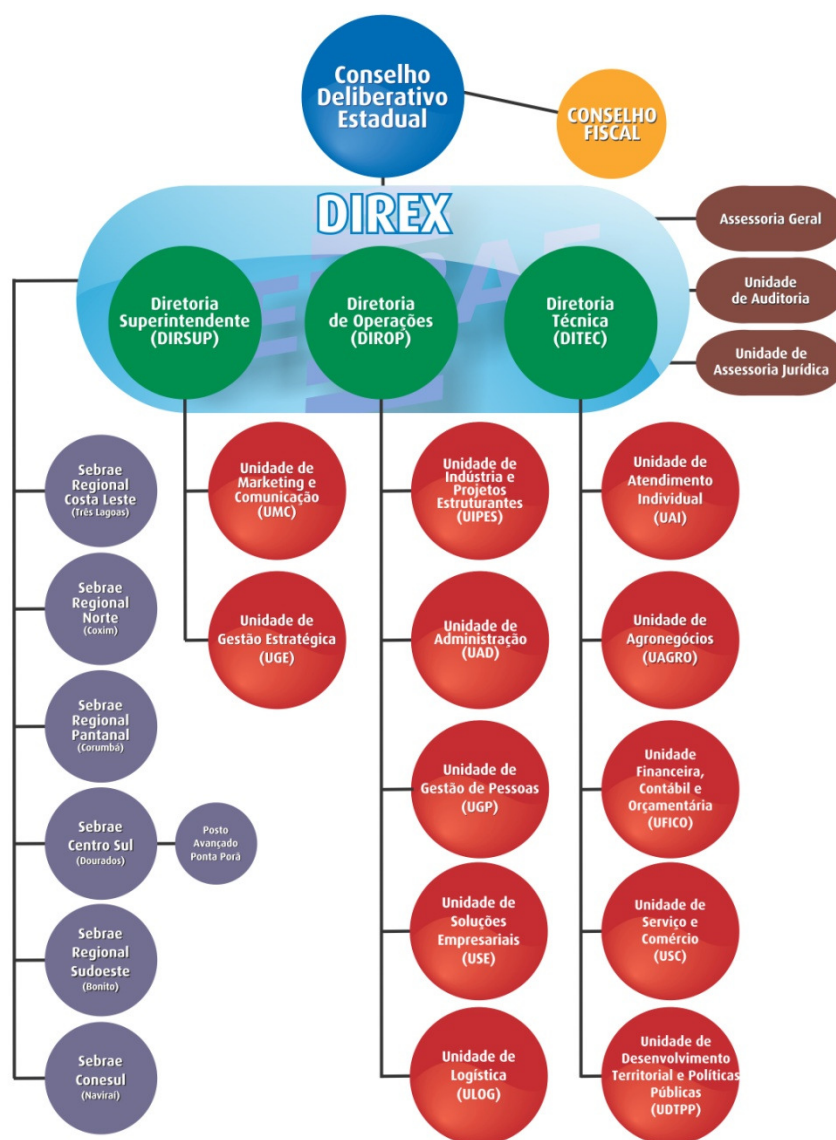 Conselho
Deliberativo
Estadual
CONSELHO
FISCAL
DIREX
Assessoria Geral
Unidade
de Auditoria
Unidade de
Assessoria Jurídica
Diretoria
Superintendente
(DIRSUP)
Diretoria
de Operações
(DIROP)
Diretoria
Técnica
(DITEC)
Sebrae
Regional
Costa Leste
(Três Lagoas)
Sebrae
Regional
Norte
(Coxim)
Sebrae
Regional
Pantanal
(Corumbá)
Sebrae
Centro Sul
(Dourados)
Posto
Avançado
Ponta Porã
Sebrae
Regional
Sudoeste
(Bonito)
Sebrae
Conesul
(Naviraí)
Unidade de
Marketing e
Comunicação
(UMC)
Unidade de
Gestão Estratégica
(UGE)
Unidade de
Indústria e
Projetos
Estruturantes
(UIPES)
Unidade de
Administração
(UAD)
Unidade de
Gestão de Pessoas
(UGP)
Unidade de
Soluções
Empresariais
(USE)
Unidade de
Logística
(ULOG)
Unidade de
Atendimento
Individual
(UAI)
Unidade de
Agronegócios
(UAGRO)
Unidade
Financeira,
Contábil e
Orçamentária
(UFICO)
Unidade de
Serviço e
Comércio
(USC)
Unidade de
Desenvolvimento
Territorial e Políticas
Públicas
(UDTPP)